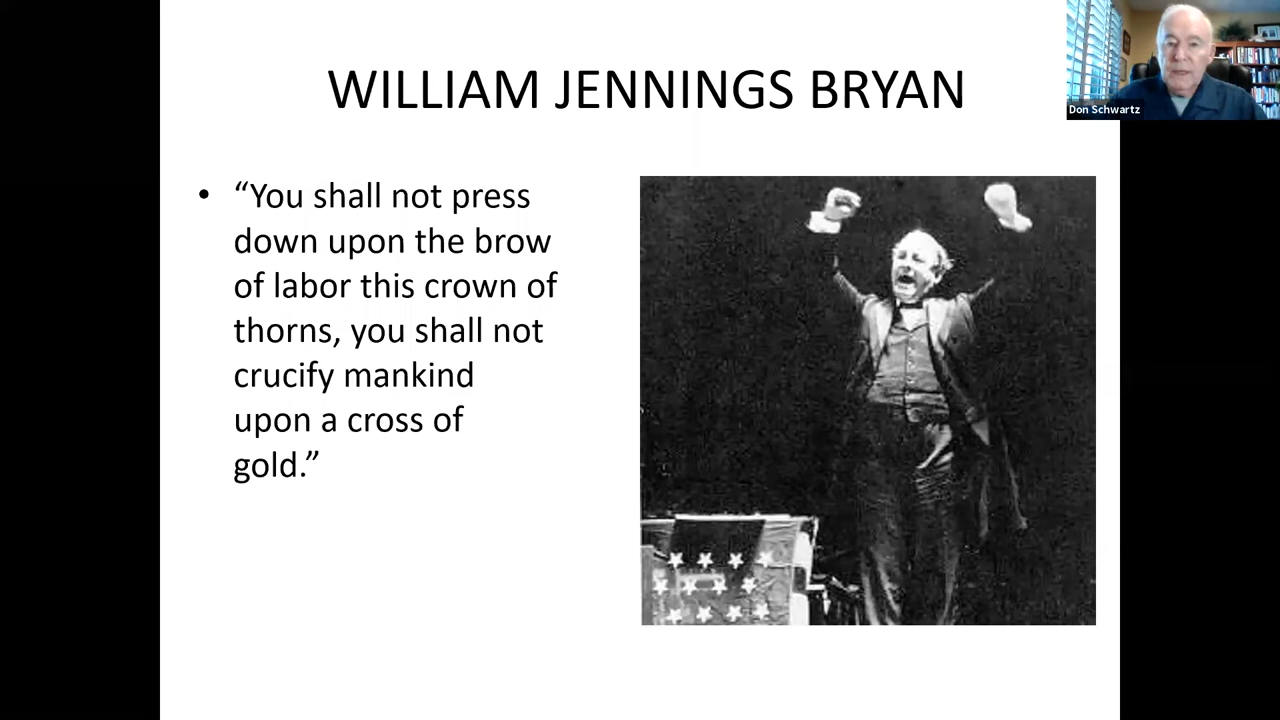 WILLIAM JENNINGS BRYAN
Don Schwartz
• “You shall not press
down upon the brow
of labor this crown of
thorns, you shall not
crucify mankind
upon a cross of
gold.”